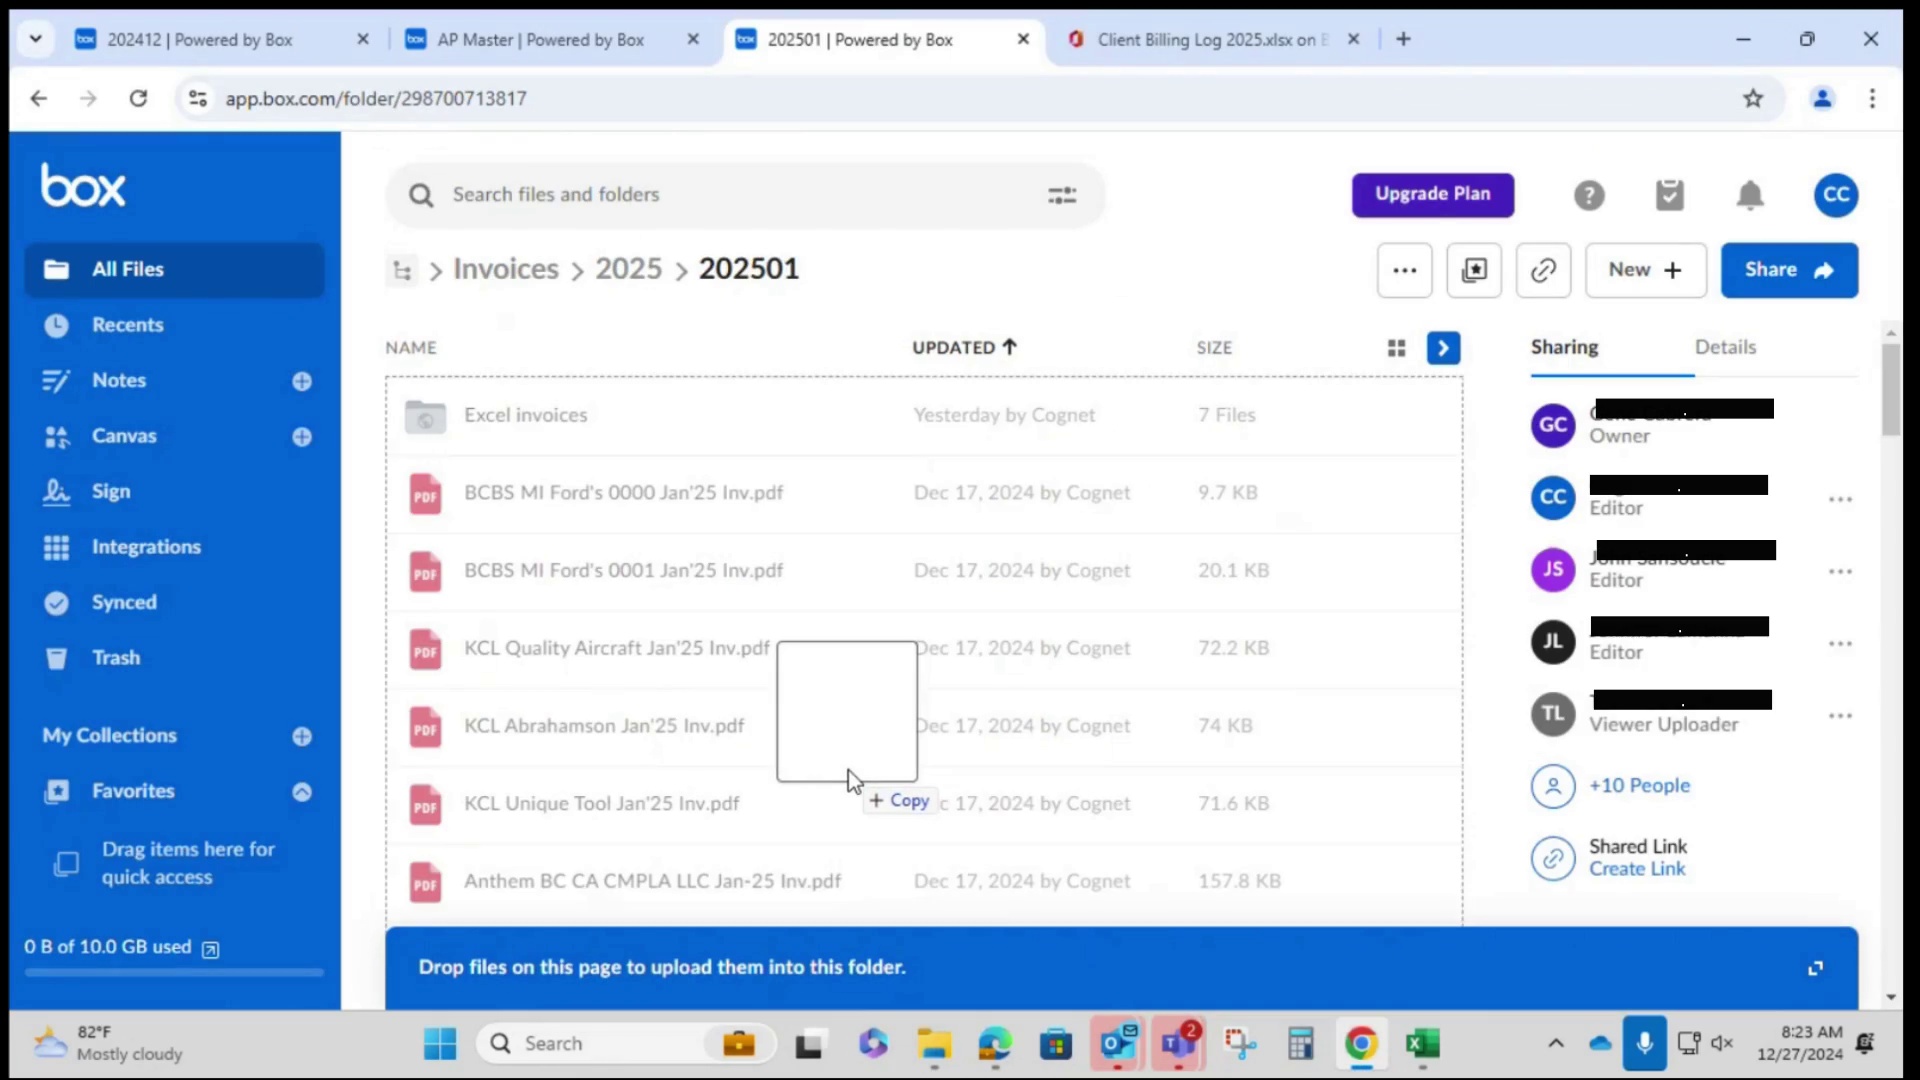 202412 | Powered by Box
AP Master | Powered by Box
202501 | Powered by Box
Client Billing Log 2025.xlsx on
app.box.com/folder/298700713817
box
Search files and folders
Upgrade Plan
CC
All Files
Invoices
2025
202501
New
Share
Recents
NAME
UPDATED
SIZE
Sharing
Details
Notes
Excel invoices
Yesterday by Cognet
7 Files
GC
Owner
Canvas
Sign
PDF
BCBS MI Ford's 0000 Jan'25 Inv.pdf
Dec 17, 2024 by Cognet
9.7 KB
CC
Editor
Integrations
PDF
BCBS MI Ford's 0001 Jan'25 Inv.pdf
Dec 17, 2024 by Cognet
20.1 KB
JS
Editor
Synced
Trash
PDF
KCL Quality Aircraft Jan'25 Inv.pdf
Dec 17, 2024 by Cognet
72.2 KB
JL
Editor
My Collections
PDF
KCL Abrahamson Jan'25 Inv.pdf
Dec 17, 2024 by Cognet
74 KB
TL
Viewer Uploader
Favorites
PDF
KCL Unique Tool Jan'25 Inv.pdf
+ Copy
c 17, 2024 by Cognet
71.6 KB
+10 People
Drag items here for
quick access
PDF
Anthem BC CA CMPLA LLC Jan-25 Inv.pdf
Dec 17, 2024 by Cognet
157.8 KB
Shared Link
Create Link
0 B of 10.0 GB used
Drop files on this page to upload them into this folder.
82°F
Mostly cloudy
Search
2
8:23 AM
12/27/2024